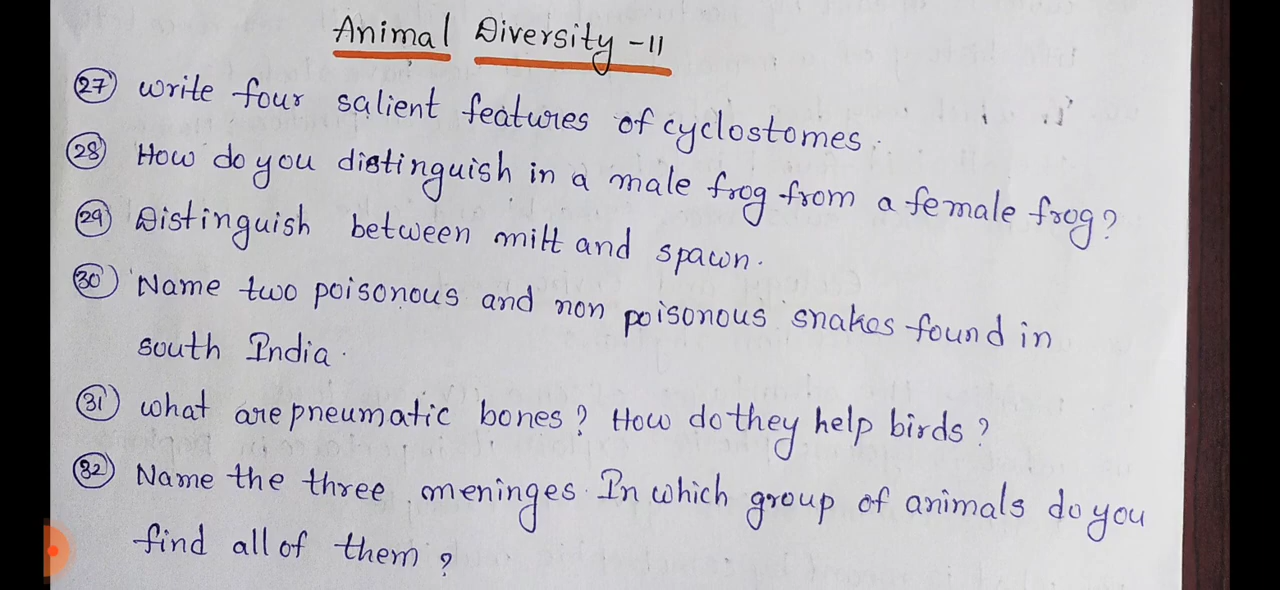 Animal Diversity -II
27 write four salient features of cyclostomes.
28 How do you distinguish in a male frog from a female frog?
29 Distinguish between milt and spawn.
30 Name two poisonous and non poisonous snakes found in
south India.
31 what are pneumatic bones? How do they help birds?
32 Name the three meninges. In which group of animals do you
find all of them?